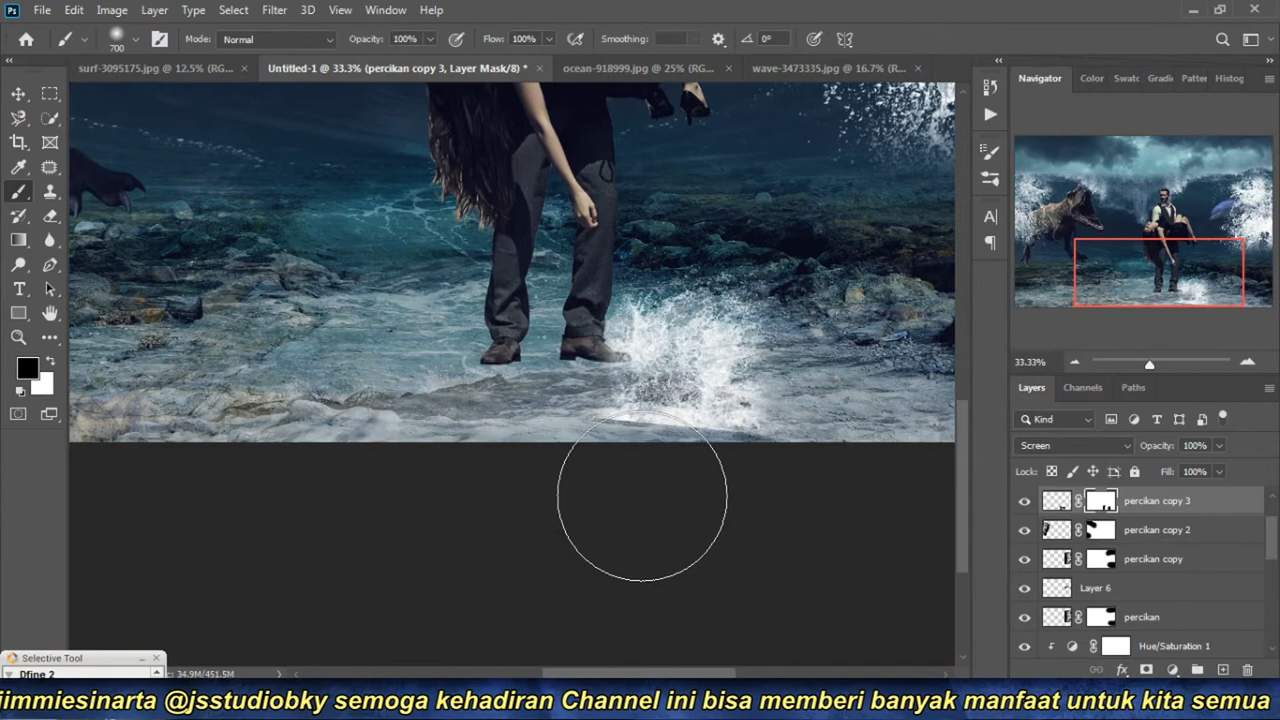 Ps File Edit Image Layer Type Select Filter 3D View Window Help
700 Mode: Normal Opacity: 100% Flow: 100% Smoothing: 0°
surf-3095175.jpg @ 12.5% (RG... × Untitled-1 @ 33.3% (percikan copy 3, Layer Mask/8) * × ocean-918999.jpg @ 25% (RG... × wave-3473335.jpg @ 16.7% (R... ×
Navigator Color Swatc Gradi Patter Histog
33.33%
Layers Channels Paths
Kind
Screen Opacity: 100%
Lock: Fill: 100%
percikan copy 3
percikan copy 2
percikan copy
Layer 6
percikan
Hue/Saturation 1
Selective Tool
Dfine 2
34.9M/451.5M
jimmiesinarta @jsstudiobky semoga kehadiran Channel ini bisa memberi banyak manfaat untuk kita semua